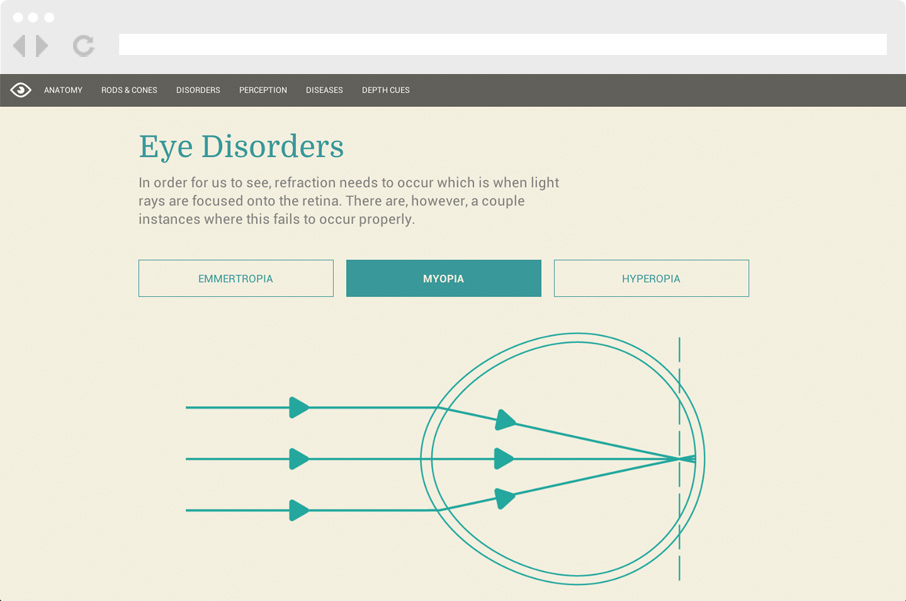 ANATOMY RODS & CONES DISORDERS PERCEPTION DISEASES DEPTH CUES
Eye Disorders
In order for us to see, refraction needs to occur which is when light
rays are focused onto the retina. There are, however, a couple
instances where this fails to occur properly.
EMMERTROPIA MYOPIA HYPEROPIA